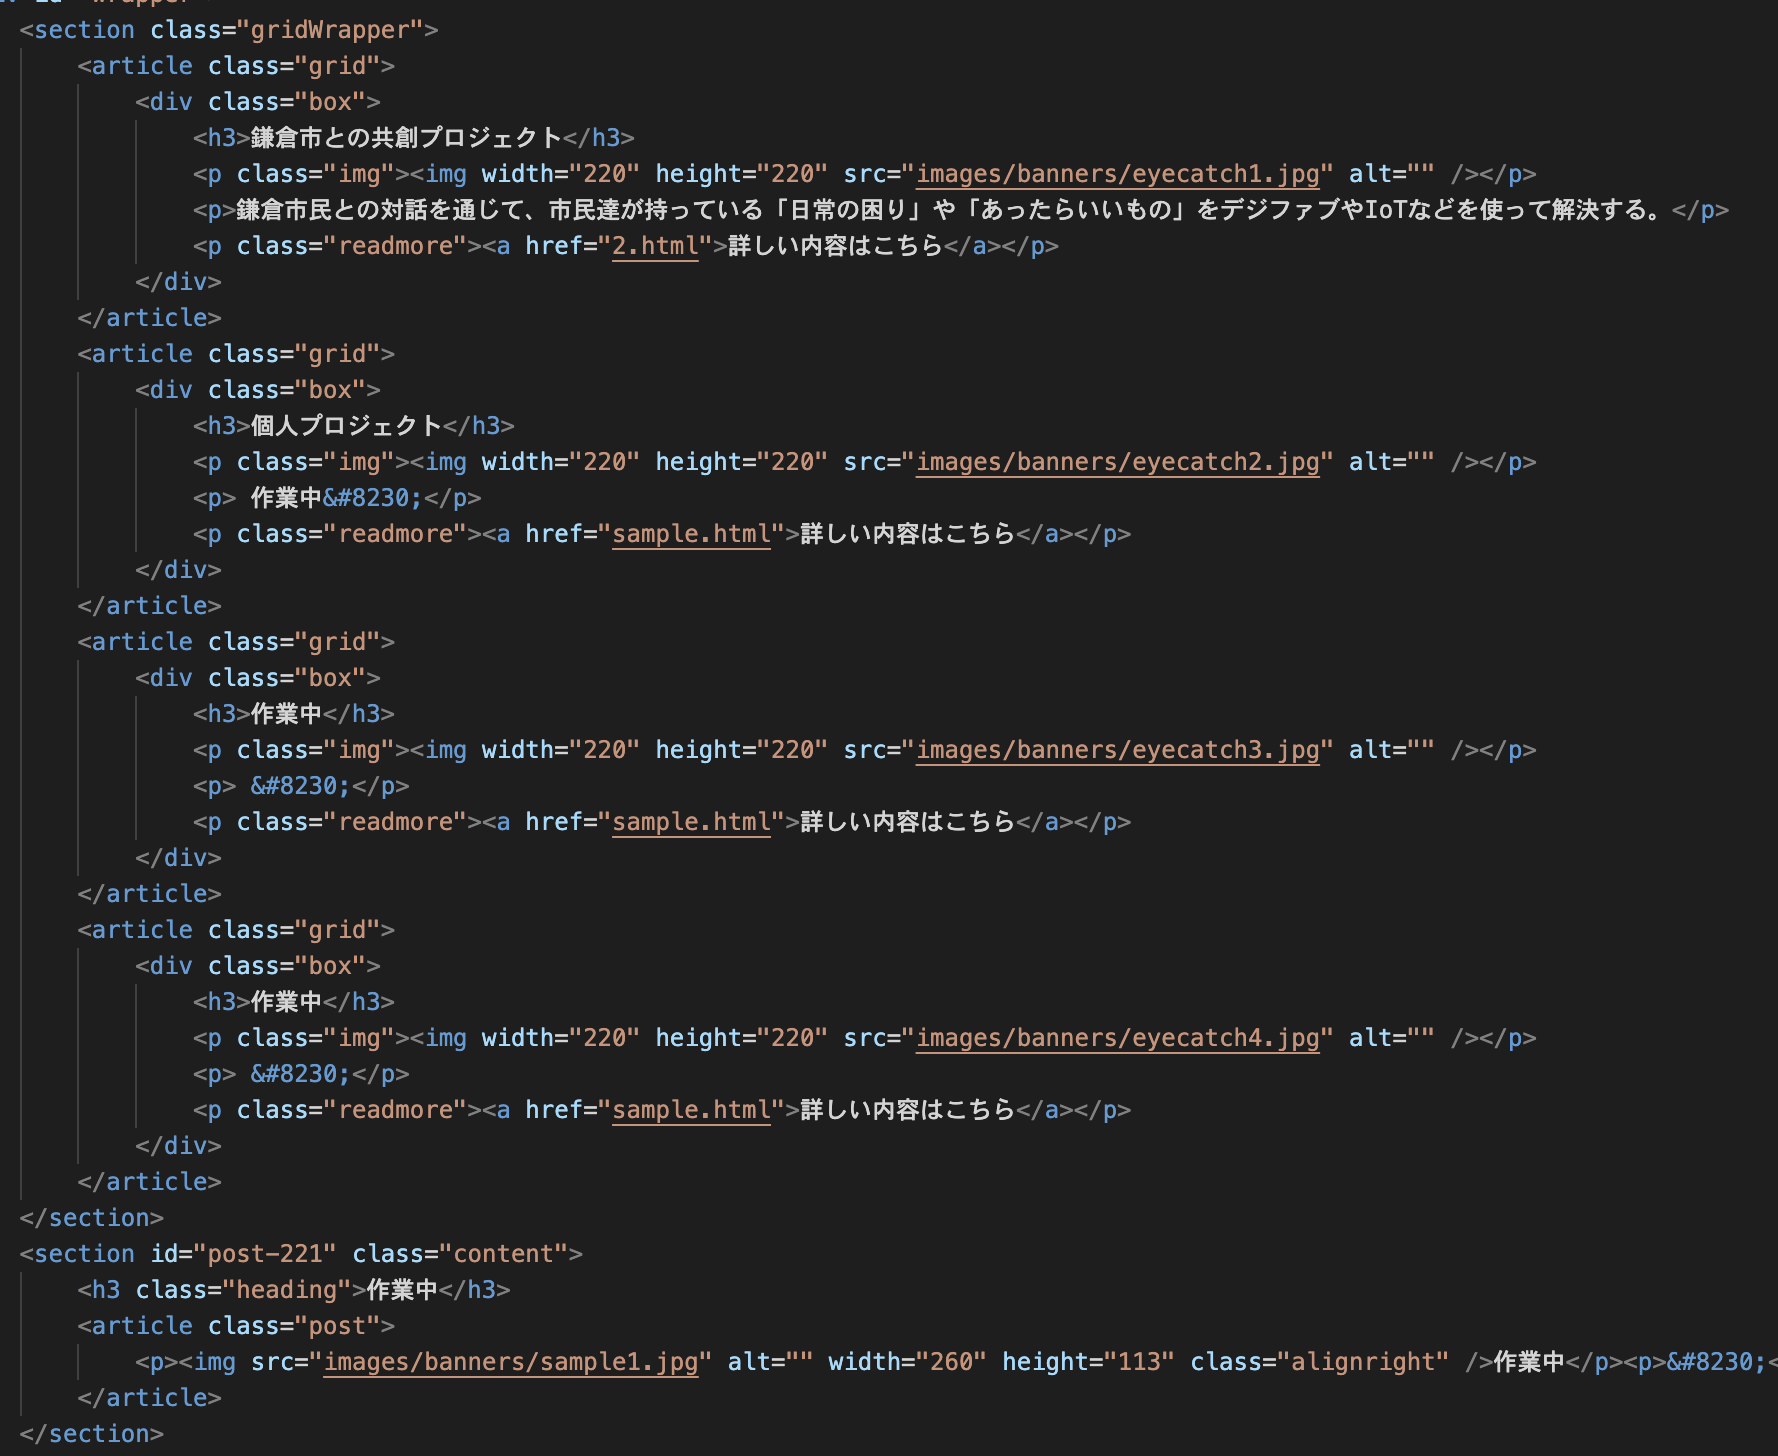 <section class="gridWrapper">
<article class="grid">
<div class="box">
<h3>鎌倉市との共創プロジェクト</h3>
<p class="img"><img width="220" height="220" src="images/banners/eyecatch1.jpg" alt="" /></p>
<p>鎌倉市民との対話を通じて、市民達が持っている「日常の困り」や「あったらいいもの」をデジファブやIoTなどを使って解決する。</p>
<p class="readmore"><a href="2.html">詳しい内容はこちら</a></p>
</div>
</article>
<article class="grid">
<div class="box">
<h3>個人プロジェクト</h3>
<p class="img"><img width="220" height="220" src="images/banners/eyecatch2.jpg" alt="" /></p>
<p> 作業中&#8230;</p>
<p class="readmore"><a href="sample.html">詳しい内容はこちら</a></p>
</div>
</article>
<article class="grid">
<div class="box">
<h3>作業中</h3>
<p class="img"><img width="220" height="220" src="images/banners/eyecatch3.jpg" alt="" /></p>
<p> &#8230;</p>
<p class="readmore"><a href="sample.html">詳しい内容はこちら</a></p>
</div>
</article>
<article class="grid">
<div class="box">
<h3>作業中</h3>
<p class="img"><img width="220" height="220" src="images/banners/eyecatch4.jpg" alt="" /></p>
<p> &#8230;</p>
<p class="readmore"><a href="sample.html">詳しい内容はこちら</a></p>
</div>
</article>
</section>
<section id="post-221" class="content">
<h3 class="heading">作業中</h3>
<article class="post">
<p><img src="images/banners/sample1.jpg" alt="" width="260" height="113" class="alignright" />作業中</p><p>&#8230;<
</article>
</section>